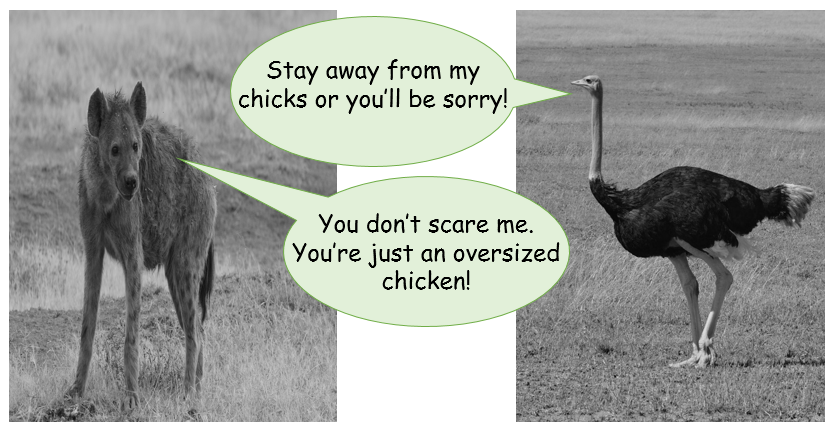 Stay away from my
chicks or you'll be sorry!
You don't scare me.
You're just an oversized
chicken!